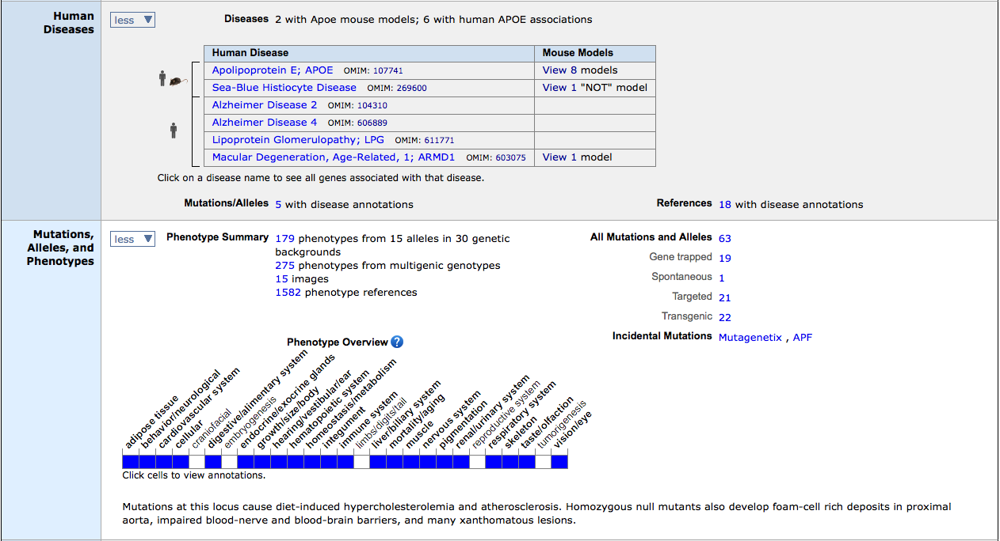 Human
Diseases
less
Diseases 2 with Apoe mouse models; 6 with human APOE associations
Human Disease Mouse Models
Apolipoprotein E; APOE OMIM: 107741 View 8 models
Sea-Blue Histiocyte Disease OMIM: 269600 View 1 "NOT" model
Alzheimer Disease 2 OMIM: 104310
Alzheimer Disease 4 OMIM: 606889
Lipoprotein Glomerulopathy; LPG OMIM: 611771
Macular Degeneration, Age-Related, 1; ARMD1 OMIM: 603075 View 1 model
Click on a disease name to see all genes associated with that disease.
Mutations/Alleles 5 with disease annotations
References 18 with disease annotations
Mutations,
Alleles, and
Phenotypes
less
Phenotype Summary 179 phenotypes from 15 alleles in 30 genetic
backgrounds
275 phenotypes from multigenic genotypes
15 images
1582 phenotype references
All Mutations and Alleles 63
Gene trapped 19
Spontaneous 1
Targeted 21
Transgenic 22
Incidental Mutations Mutagenetix , APF
Phenotype Overview ?
adipose tissue
behavior/neurological
cardiovascular system
cellular
craniofacial
digestive/alimentary system
embryogenesis
endocrine/exocrine glands
growth/size/body
hearing/vestibular/ear
hematopoietic system
homeostasis/metabolism
integument
immune system
limbs/digits/tail
liver/biliary system
mortality/aging
muscle
nervous system
pigmentation
renal/urinary system
reproductive system
respiratory system
skeleton
taste/olfaction
tumorigenesis
vision/eye
Click cells to view annotations.
Mutations at this locus cause diet-induced hypercholesterolemia and atherosclerosis. Homozygous null mutants also develop foam-cell rich deposits in proximal
aorta, impaired blood-nerve and blood-brain barriers, and many xanthomatous lesions.